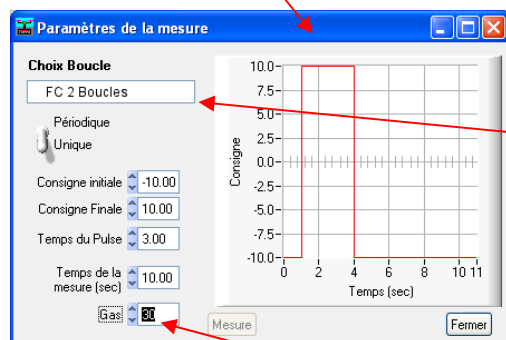 Paramètres de la mesure
Choix Boucle
FC 2 Boucles
Périodique
Unique
Consigne initiale -10.00
Consigne Finale 10.00
Temps du Pulse 3.00
Temps de la
mesure (sec) 10.00
Gas 30
Consigne
10.0
7.5
5.0
2.5
0.0
-2.5
-5.0
-7.5
-10.0
0 2 4 6 8 10 11
Temps (sec)
Mesure
Fermer